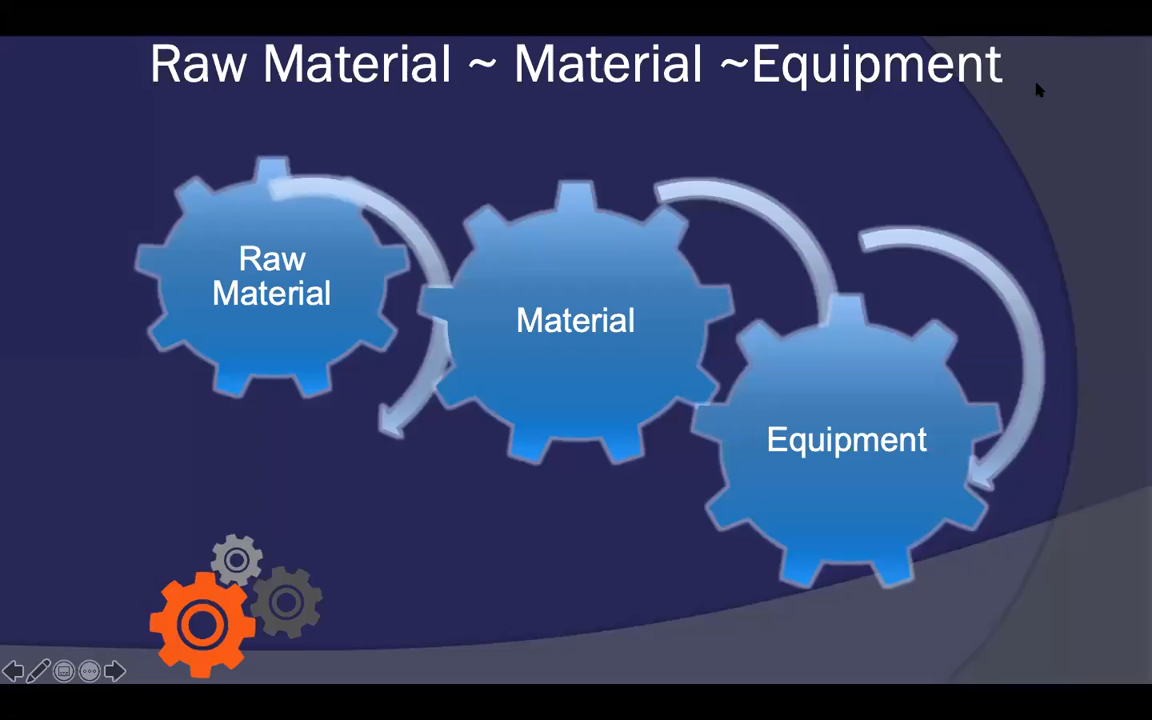 Raw Material ~ Material ~Equipment
Raw
Material
Material
Equipment